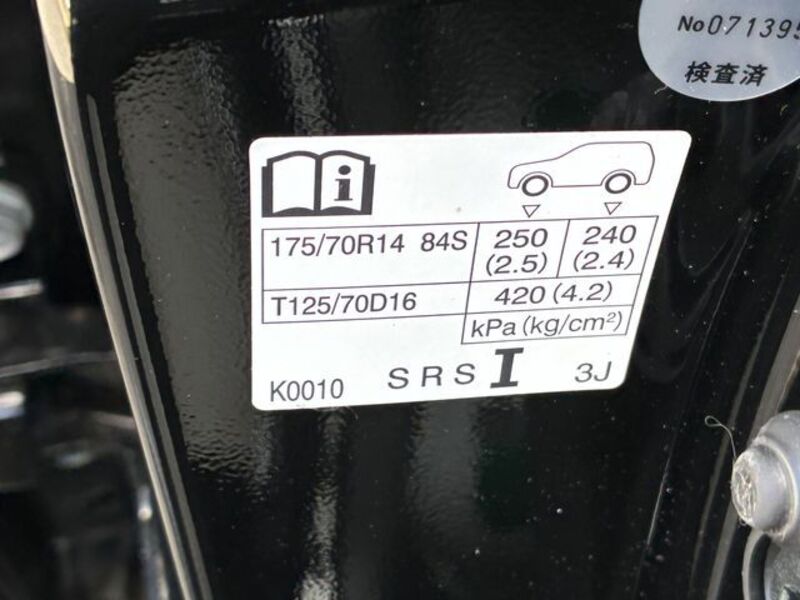 No071395
検査済
i
175/70R14 84S 250 240
(2.5) (2.4)
T125/70D16 420 (4.2)
kPa (kg/cm²)
K0010 SRS I 3J